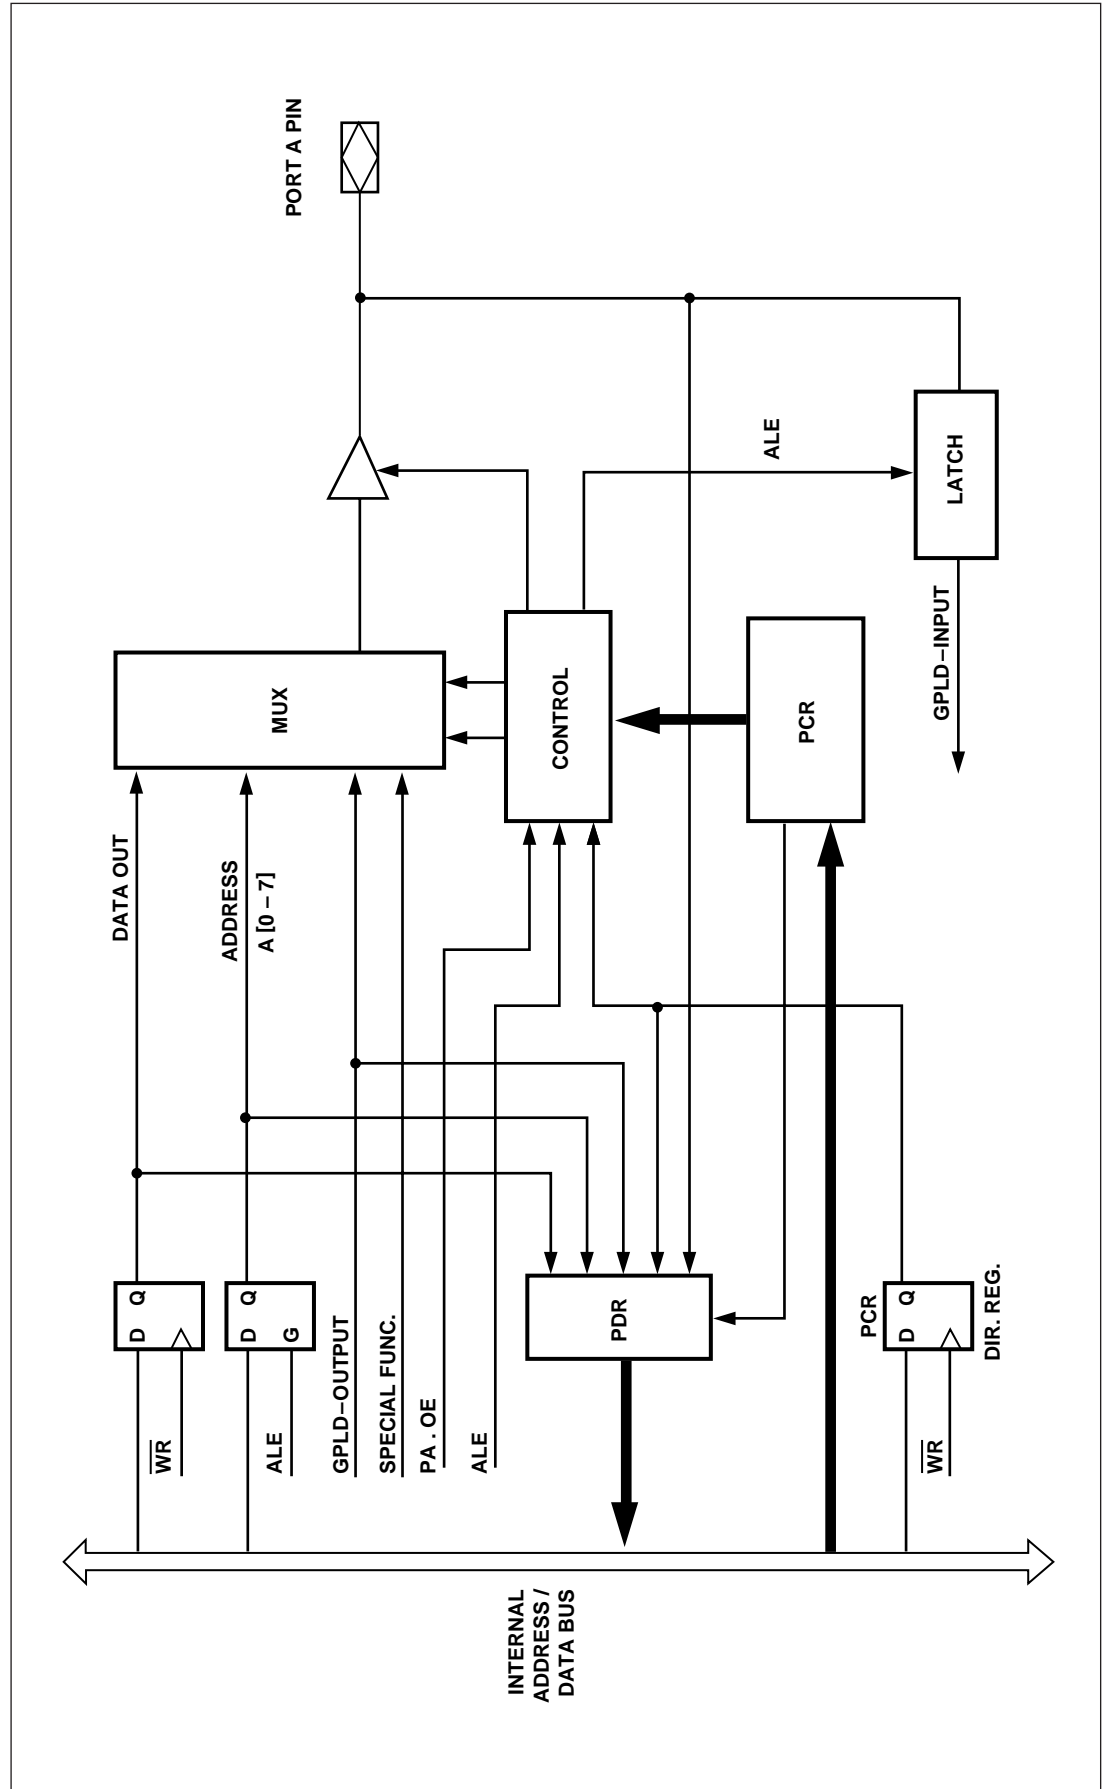 INTERNAL
ADDRESS /
DATA BUS
WR
D Q
DATA OUT
ALE
D Q
G
ADDRESS
A [0 – 7]
GPLD–OUTPUT
SPECIAL FUNC.
PA . OE
ALE
MUX
PORT A PIN
PDR
CONTROL
ALE
PCR
LATCH
GPLD–INPUT
PCR
D Q
WR
DIR. REG.